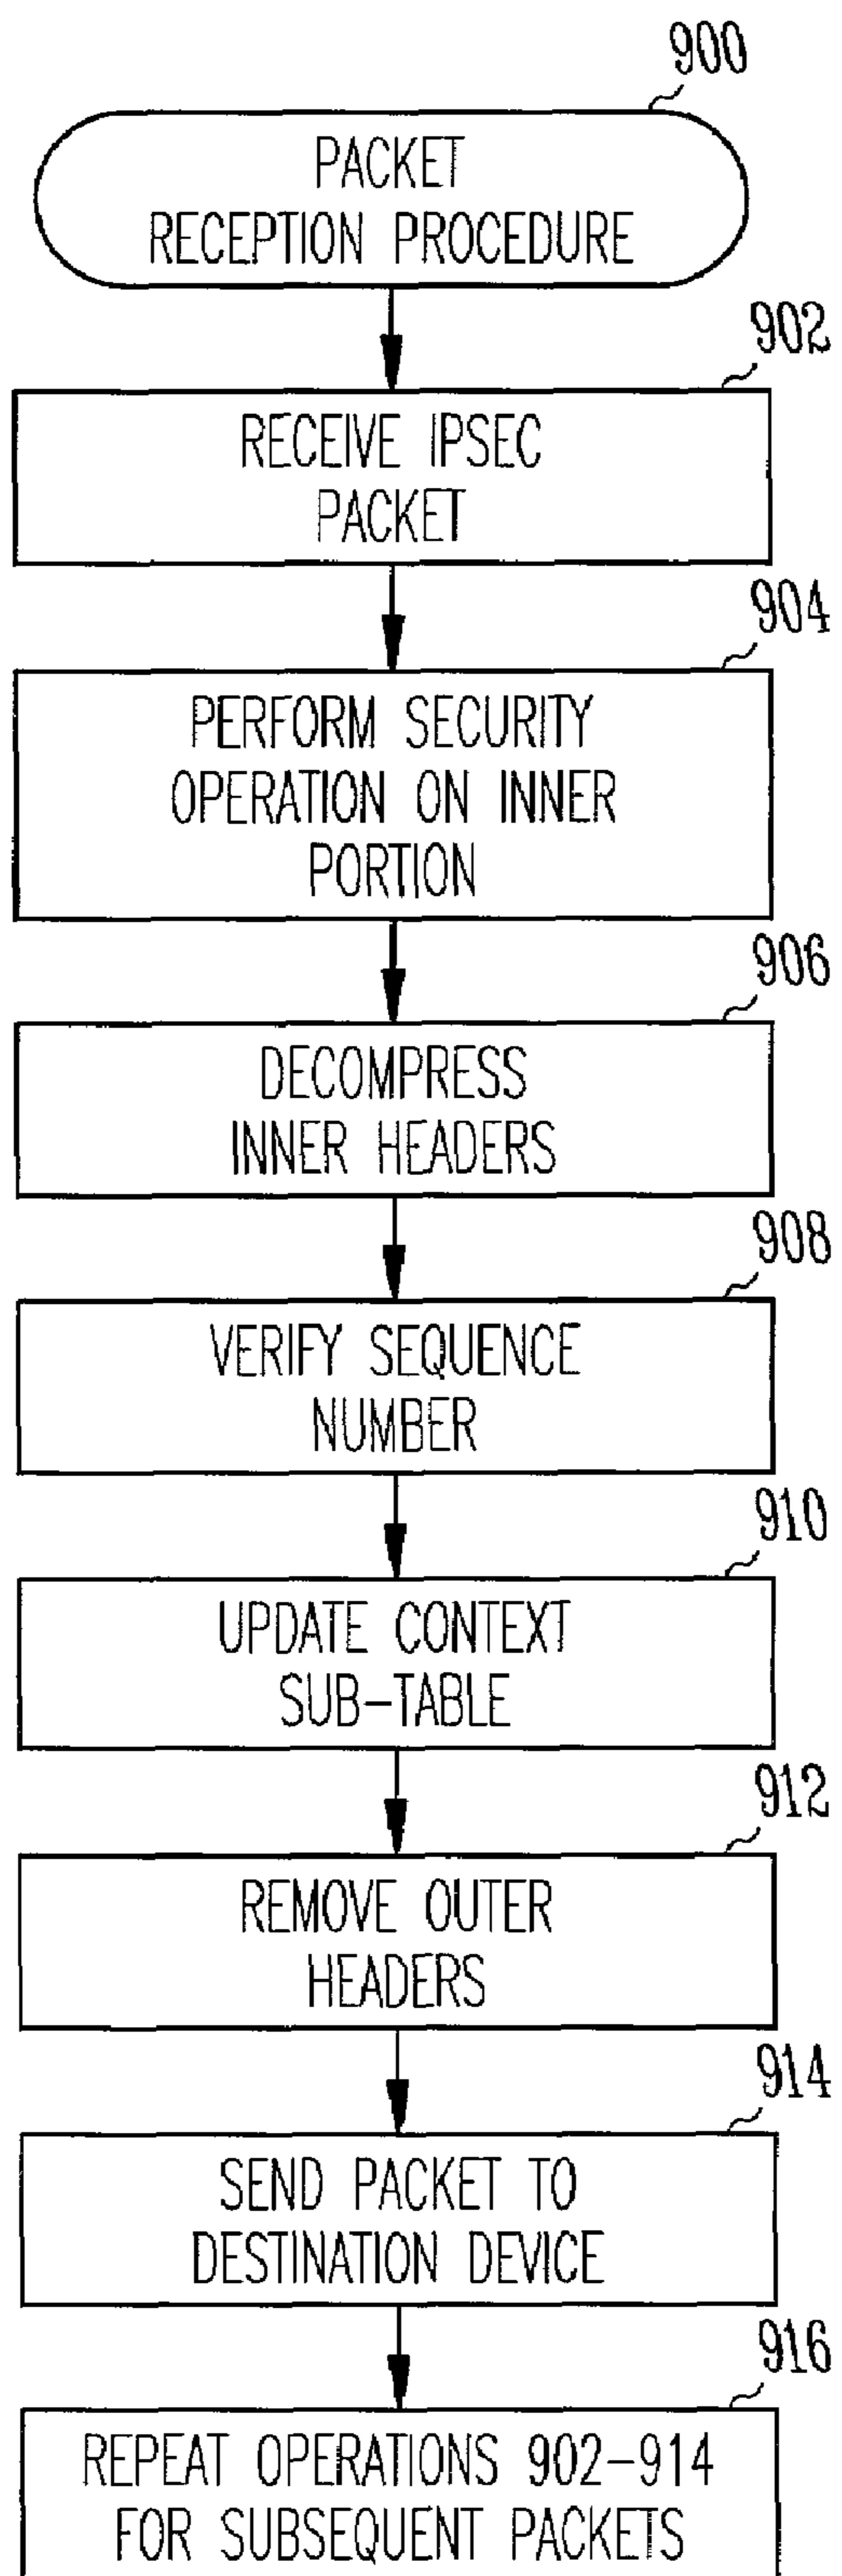 900
PACKET
RECEPTION PROCEDURE
902
RECEIVE IPSEC
PACKET
904
PERFORM SECURITY
OPERATION ON INNER
PORTION
906
DECOMPRESS
INNER HEADERS
908
VERIFY SEQUENCE
NUMBER
910
UPDATE CONTEXT
SUB-TABLE
912
REMOVE OUTER
HEADERS
914
SEND PACKET TO
DESTINATION DEVICE
916
REPEAT OPERATIONS 902-914
FOR SUBSEQUENT PACKETS